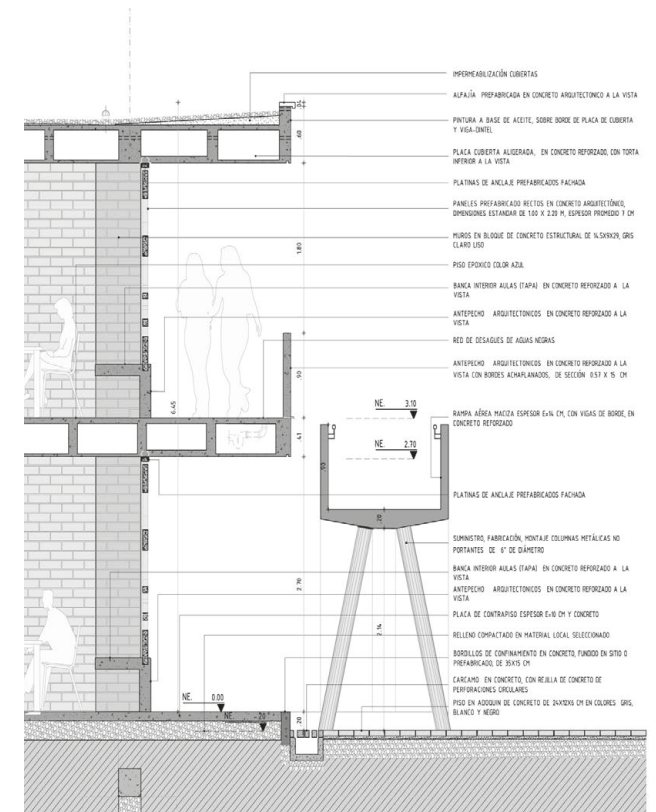 IMPERMEABILIZACIÓN CUBIERTAS
ALFAJÍA PREFABRICADA EN CONCRETO ARQUITECTONICO A LA VISTA
PINTURA A BASE DE ACEITE, SOBRE BORDE DE PLACA DE CUBIERTA
Y VIGA-DINTEL
PLACA CUBIERTA ALIGERADA, EN CONCRETO REFORZADO, CON TORTA
INFERIOR A LA VISTA
PLATINAS DE ANCLAJE PREFABRICADOS FACHADA
PANELES PREFABRICADO RECTOS EN CONCRETO ARQUITECTÓNICO,
DIMENSIONES ESTANDAR DE 1.00 X 2.20 M, ESPESOR PROMEDIO 7 CM
MUROS EN BLOQUE DE CONCRETO ESTRUCTURAL DE 14.5X9X29, GRIS
CLARO LISO
PISO EPOXICO COLOR AZUL
BANCA INTERIOR AULAS (TAPA) EN CONCRETO REFORZADO A LA
VISTA
ANTEPECHO ARQUITECTONICOS EN CONCRETO REFORZADO A LA
VISTA
RED DE DESAGUES DE AGUAS NEGRAS
ANTEPECHO ARQUITECTONICOS EN CONCRETO REFORZADO A LA
VISTA CON BORDES ACHAFLANADOS, DE SECCIÓN 0.57 X 15 CM
RAMPA AÉREA MACIZA ESPESOR E=14 CM, CON VIGAS DE BORDE, EN
CONCRETO REFORZADO
PLATINAS DE ANCLAJE PREFABRICADOS FACHADA
SUMINISTRO, FABRICACIÓN, MONTAJE COLUMNAS METÁLICAS NO
PORTANTES DE 6" DE DIÁMETRO
BANCA INTERIOR AULAS (TAPA) EN CONCRETO REFORZADO A LA
VISTA
ANTEPECHO ARQUITECTONICOS EN CONCRETO REFORZADO A LA
VISTA
PLACA DE CONTRAPISO ESPESOR E=10 CM Y CONCRETO
RELLENO COMPACTADO EN MATERIAL LOCAL SELECCIONADO
BORDILLOS DE CONFINAMIENTO EN CONCRETO, FUNDIDO EN SITIO O
PREFABRICADO, DE 35X15 CM
CARCAMO EN CONCRETO, CON REJILLA DE CONCRETO DE
PERFORACIONES CIRCULARES
PISO EN ADOQUIN DE CONCRETO DE 24X12X6 CM EN COLORES GRIS,
BLANCO Y NEGRO
.60
1.80
.90
6.45
.41
NE. 3.10
NE. 2.70
.90
.20
2.70
2.14
NE. 0.00
NE. -.20
.20